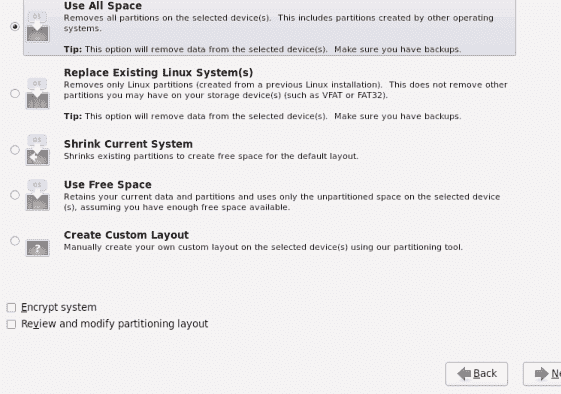 Use All Space
Removes all partitions on the selected device(s). This includes partitions created by other operating
systems.
Tip: This option will remove data from the selected device(s). Make sure you have backups.
Replace Existing Linux System(s)
Removes only Linux partitions (created from a previous Linux installation). This does not remove other
partitions you may have on your storage device(s) (such as VFAT or FAT32).
Tip: This option will remove data from the selected device(s). Make sure you have backups.
Shrink Current System
Shrinks existing partitions to create free space for the default layout.
Use Free Space
Retains your current data and partitions and uses only the unpartitioned space on the selected device
(s), assuming you have enough free space available.
Create Custom Layout
Manually create your own custom layout on the selected device(s) using our partitioning tool.
Encrypt system
Review and modify partitioning layout
Back